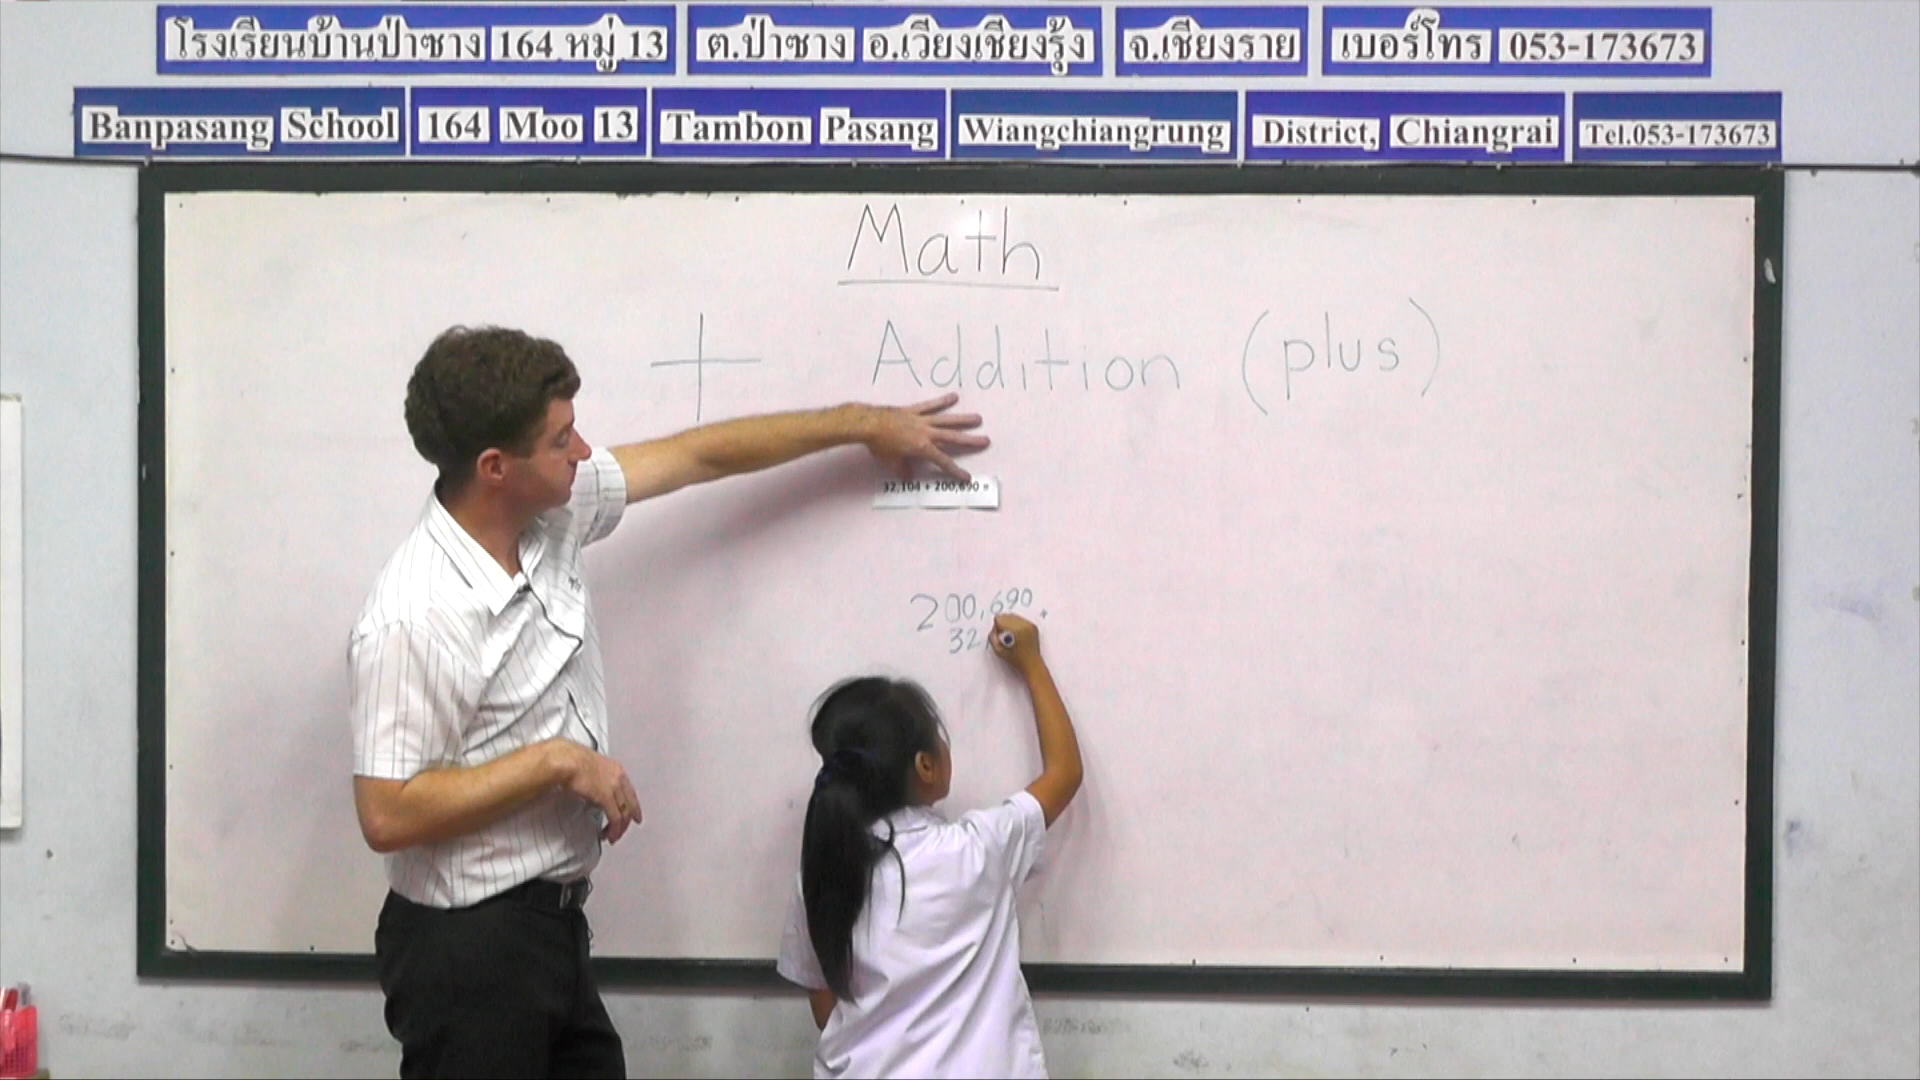 โรงเรียนบ้านป่าซาง 164 หมู่ 13 ต.ป่าซาง อ.เวียงเชียงรุ้ง จ.เชียงราย เบอร์โทร 053-173673
Banpasang School 164 Moo 13 Tambon Pasang Wiangchiangrung District, Chiangrai Tel.053-173673
Math
+ Addition (plus)
32,104 + 200,690 =
200,690 +
32,